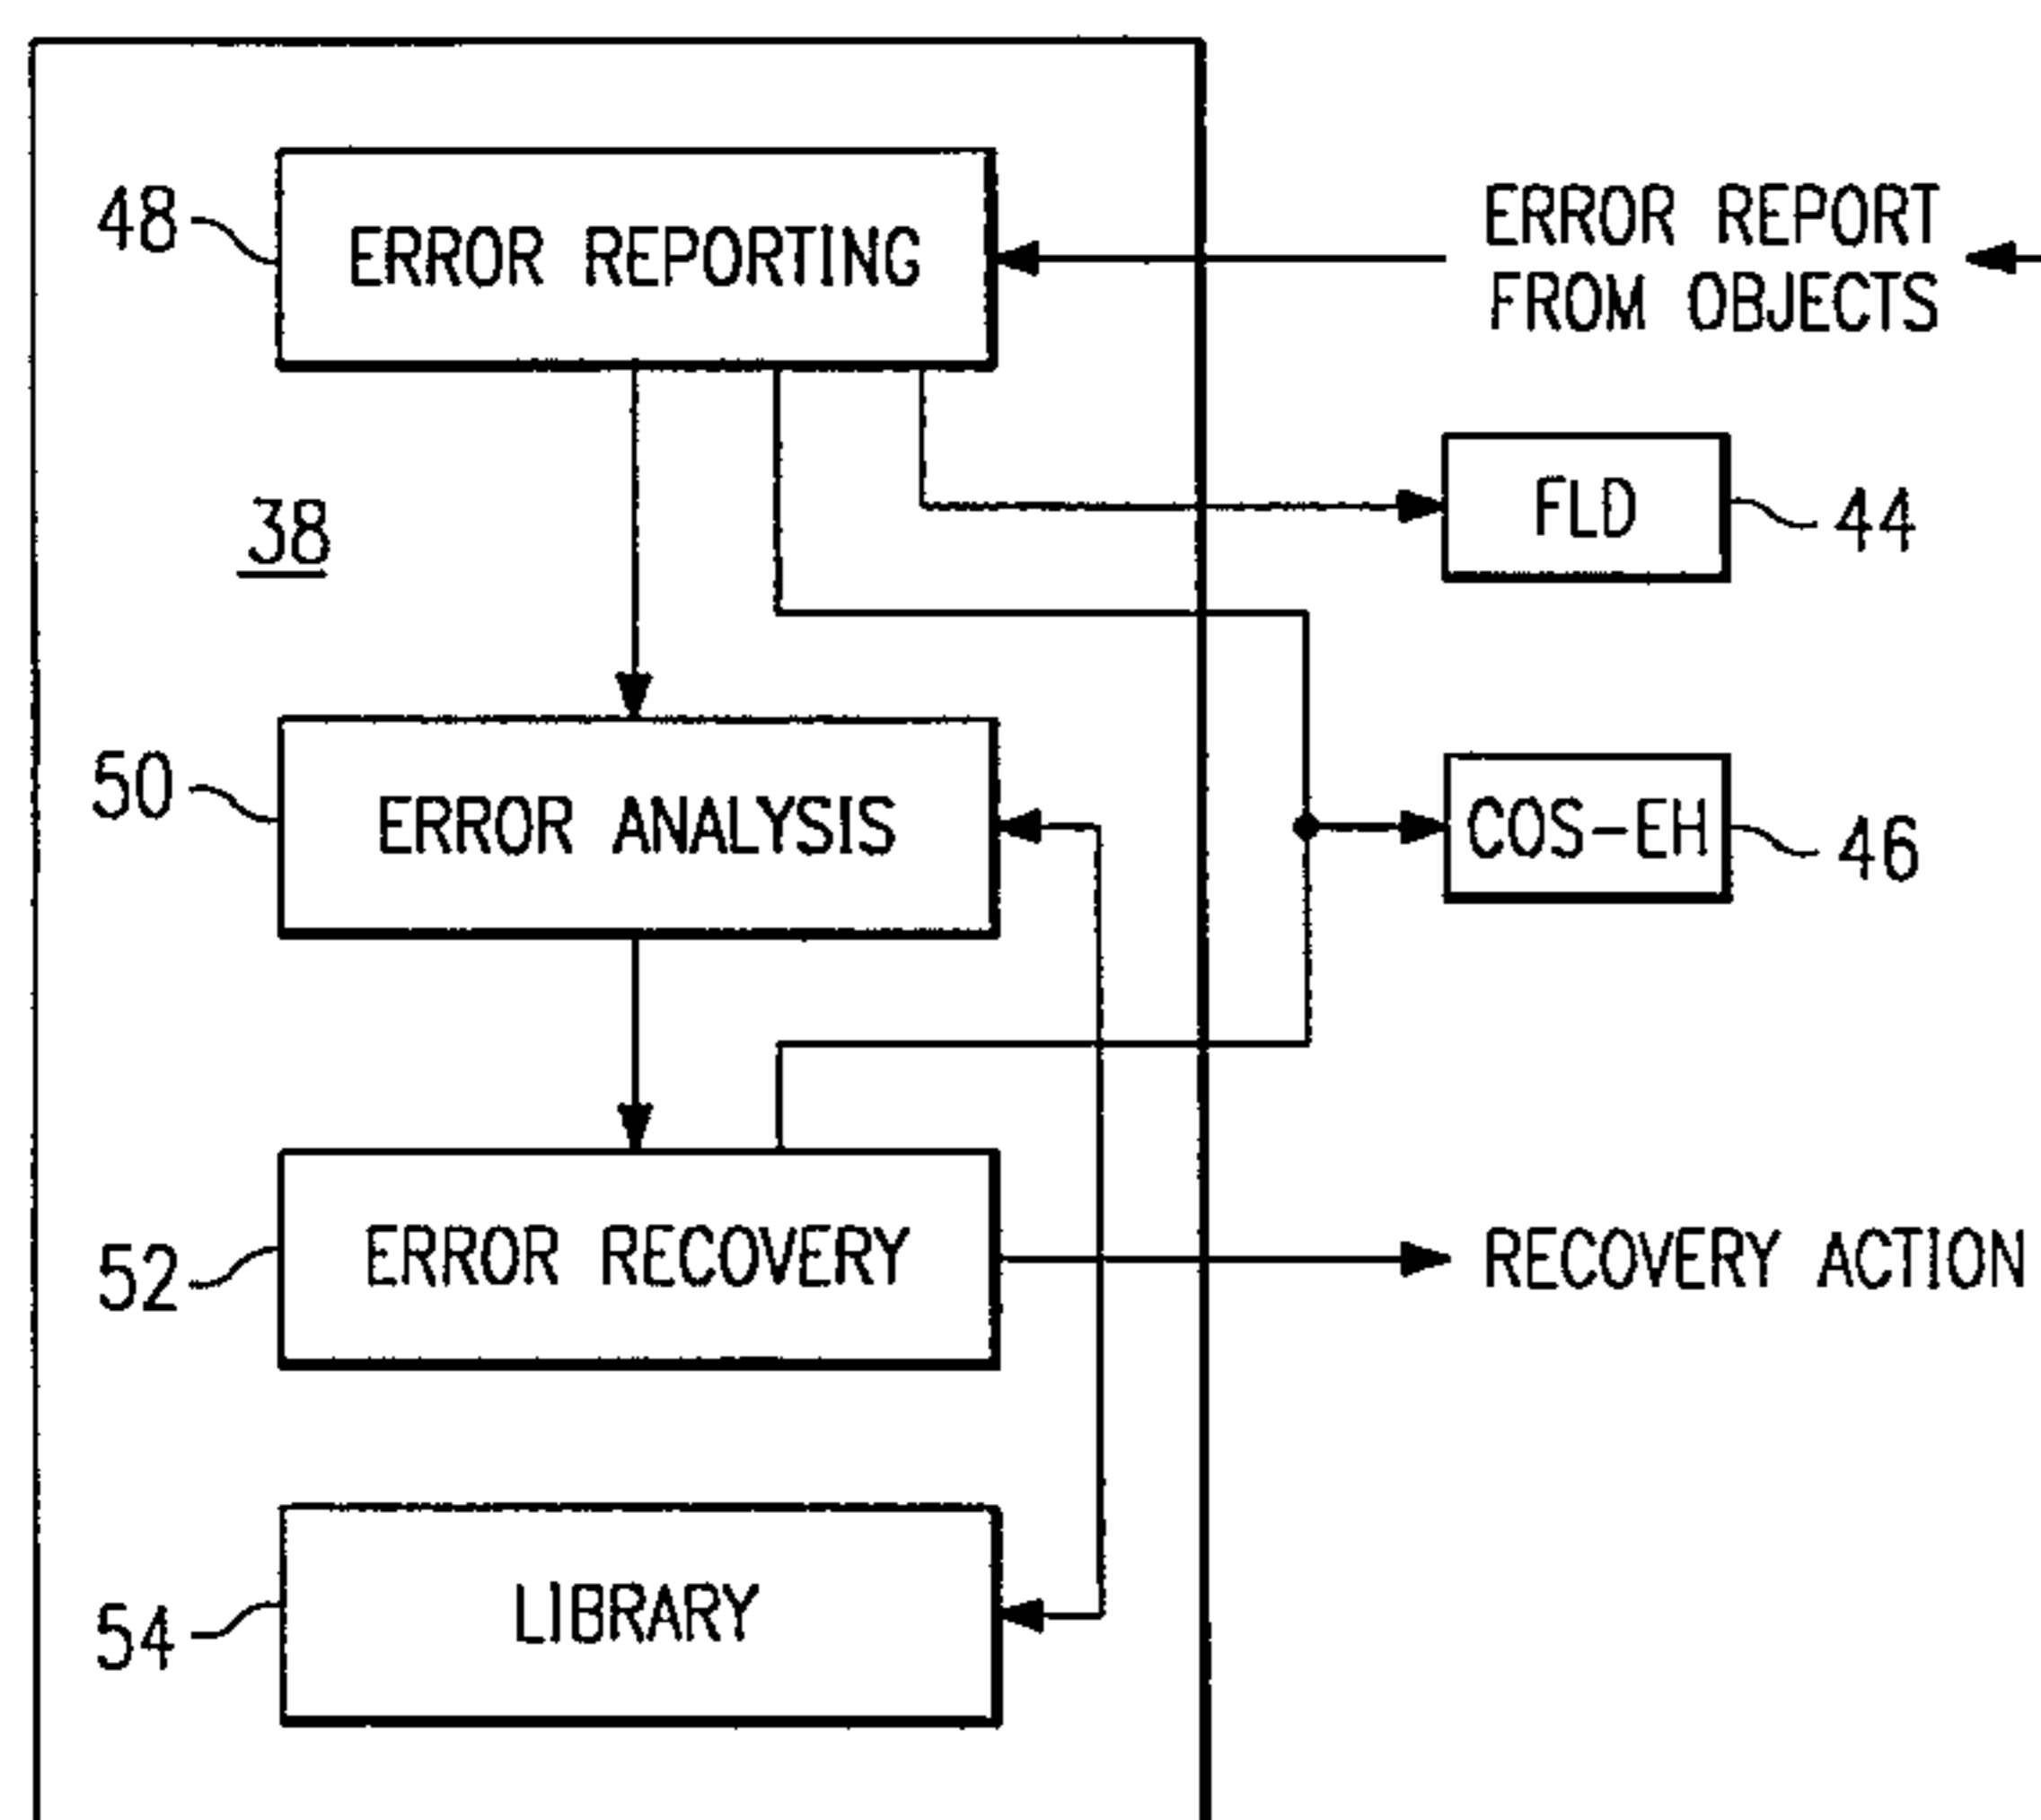 48
ERROR REPORTING
ERROR REPORT
FROM OBJECTS
38
FLD
44
50
ERROR ANALYSIS
COS-EH
46
52
ERROR RECOVERY
RECOVERY ACTION
54
LIBRARY